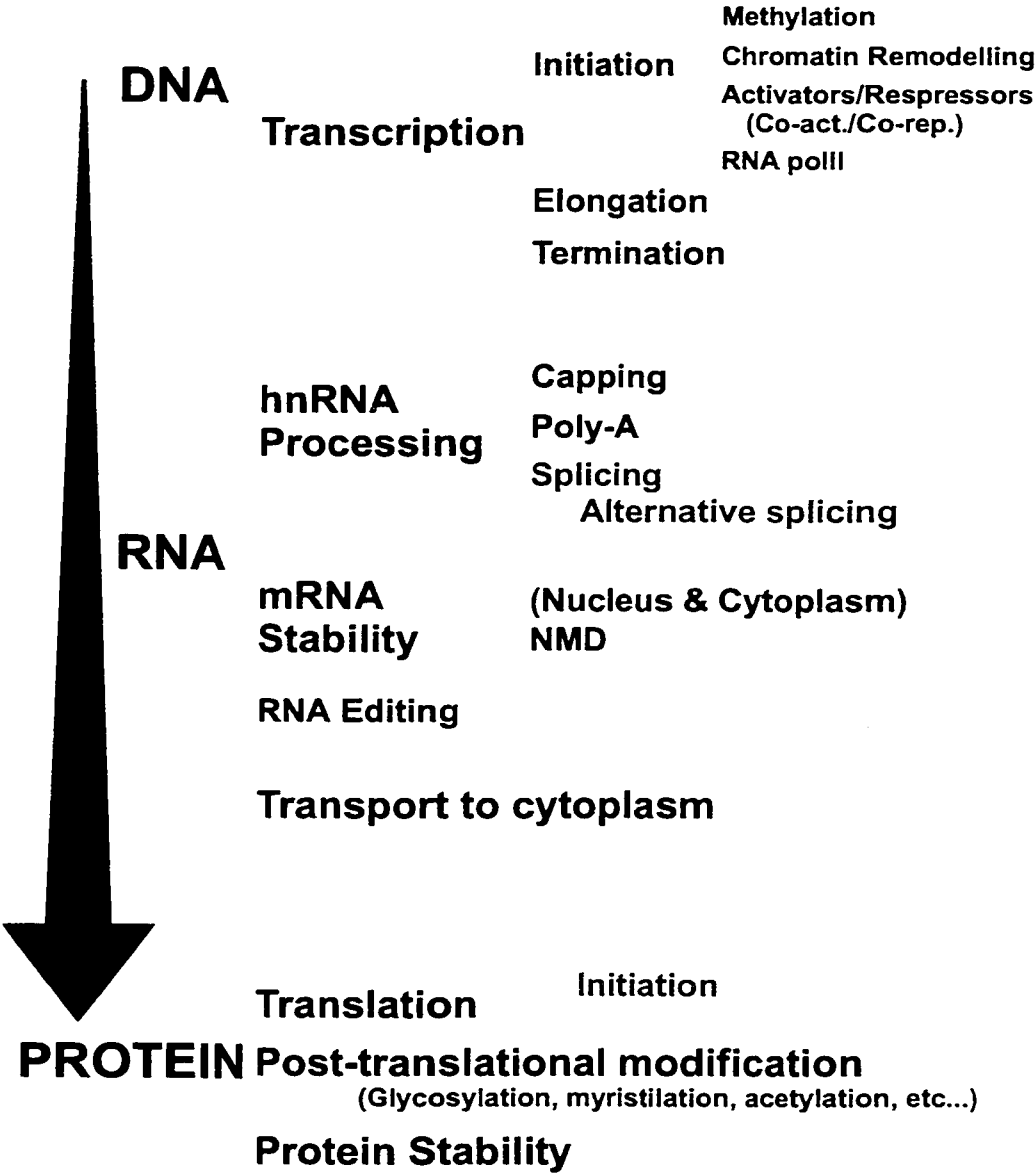 Methylation
DNA
Initiation
Chromatin Remodelling
Activators/Respressors
Transcription
(Co-act./Co-rep.)
RNA polII
Elongation
Termination
Capping
hnRNA
Processing
Poly-A
Splicing
Alternative splicing
RNA
mRNA
Stability
(Nucleus & Cytoplasm)
NMD
RNA Editing
Transport to cytoplasm
Translation
Initiation
PROTEIN
Post-translational modification
(Glycosylation, myristilation, acetylation, etc...)
Protein Stability